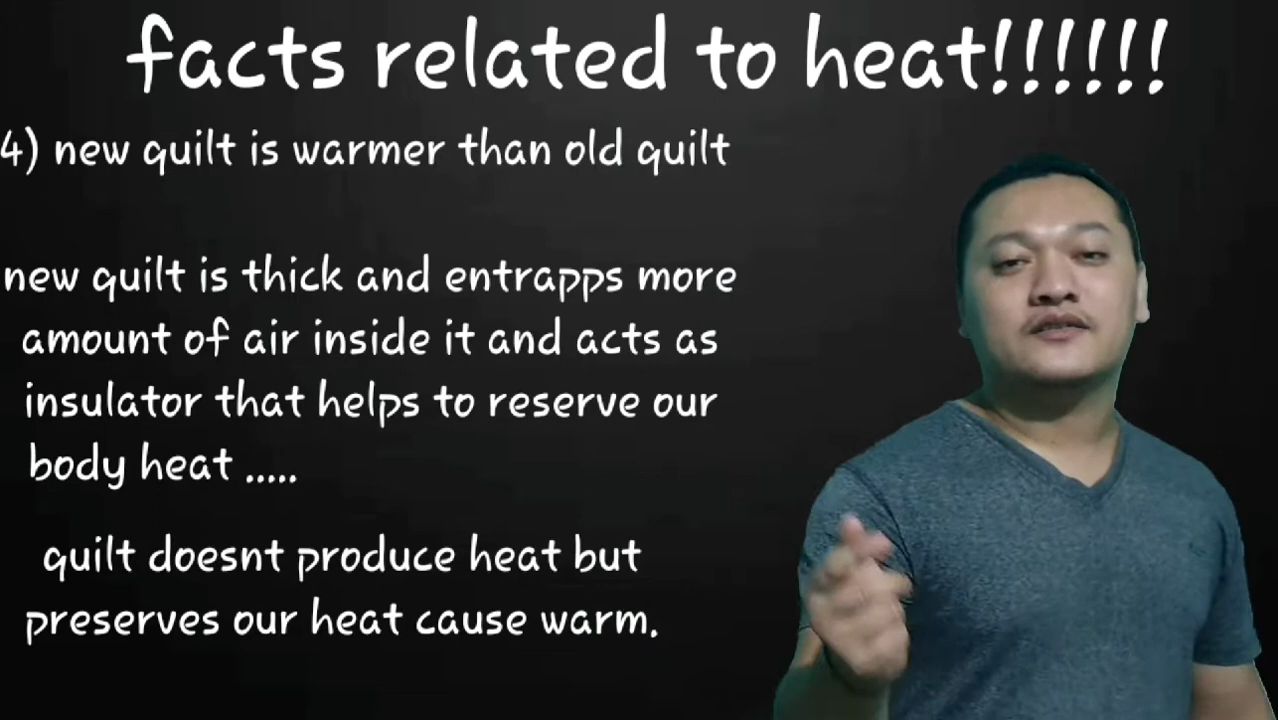 facts related to heat!!!!!!
4) new quilt is warmer than old quilt
new quilt is thick and entrapps more
amount of air inside it and acts as
insulator that helps to reserve our
body heat .....
quilt doesnt produce heat but
preserves our heat cause warm.